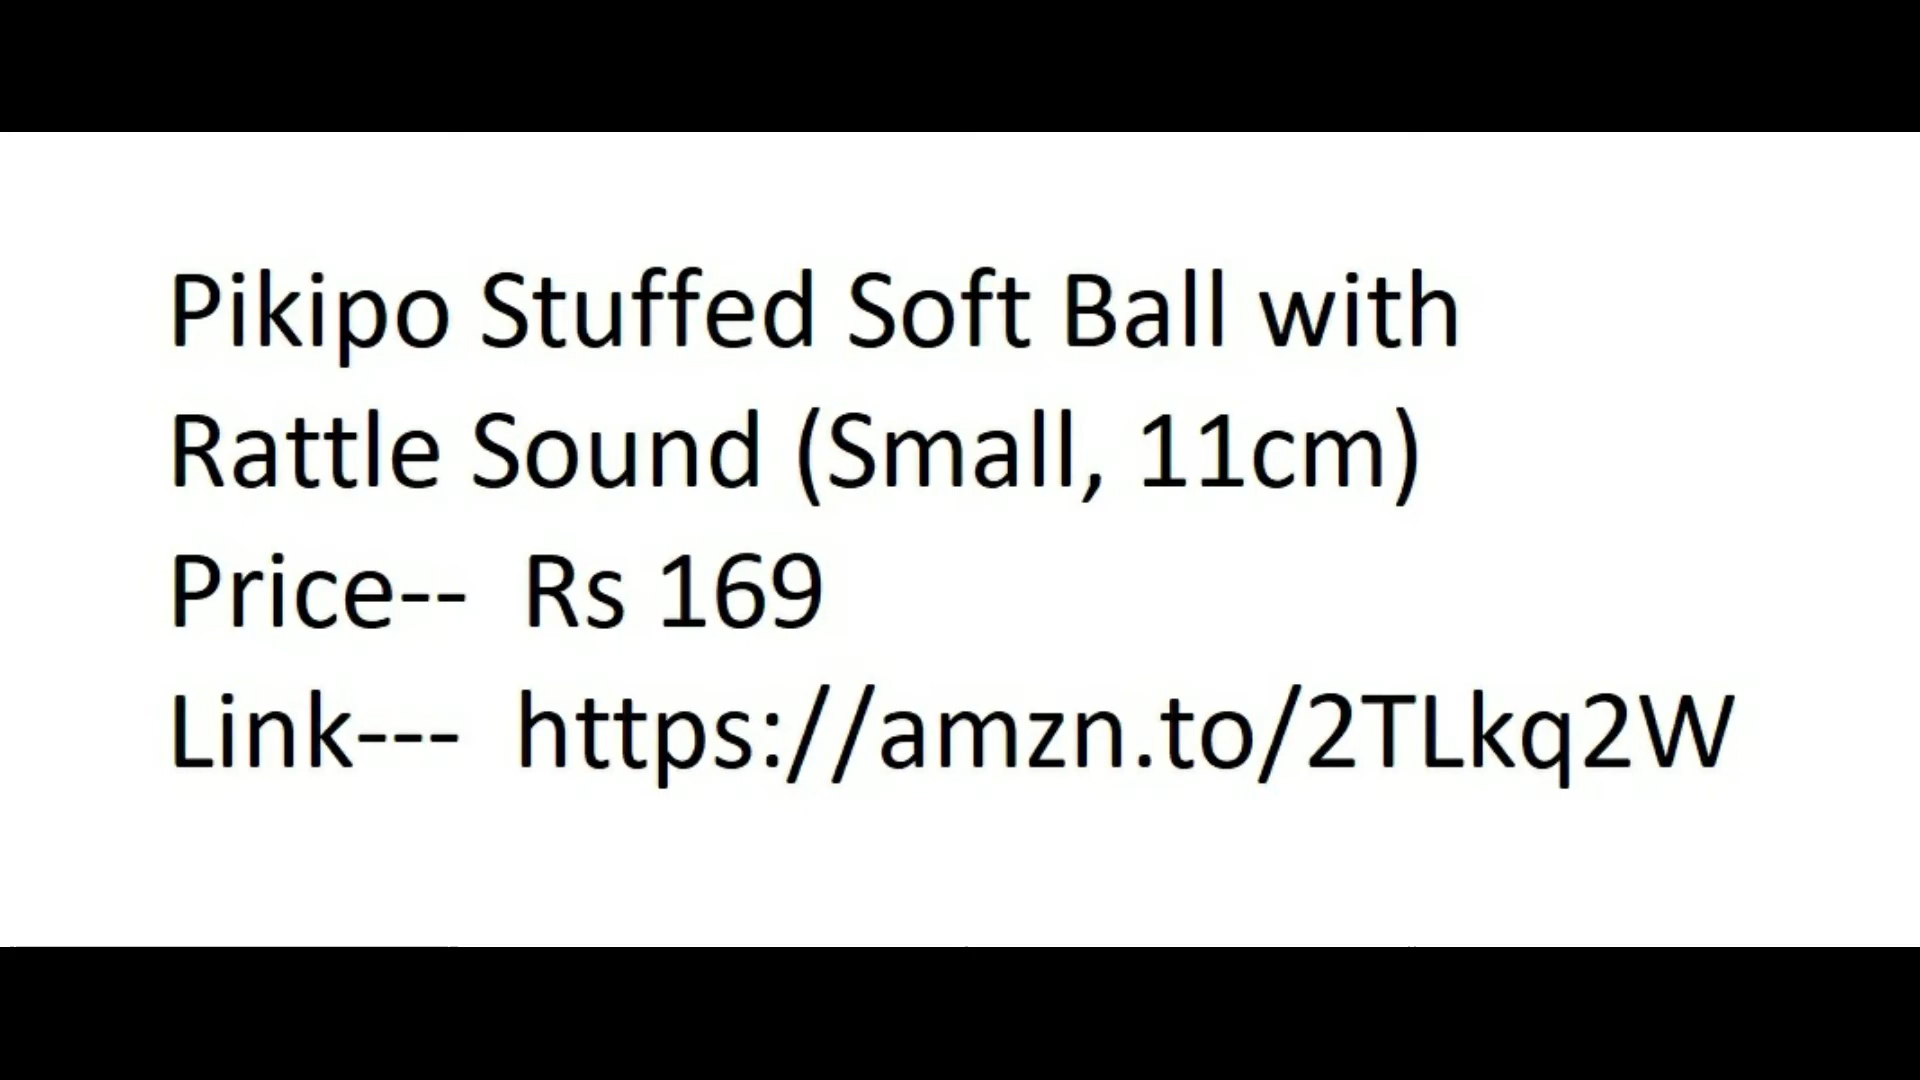 Pikipo Stuffed Soft Ball with
Rattle Sound (Small, 11cm)
Price--  Rs 169
Link---  https://amzn.to/2TLkq2W